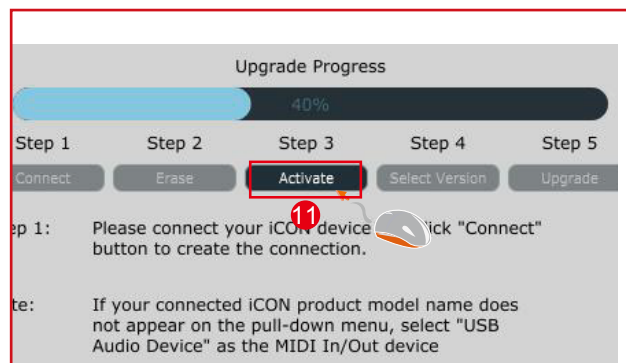 Upgrade Progress
40%
Step 1 Step 2 Step 3 Step 4 Step 5
Connect Erase Activate Select Version Upgrade
11
ep 1: Please connect your iCON device ick "Connect"
button to create the connection.
te: If your connected iCON product model name does
not appear on the pull-down menu, select "USB
Audio Device" as the MIDI In/Out device